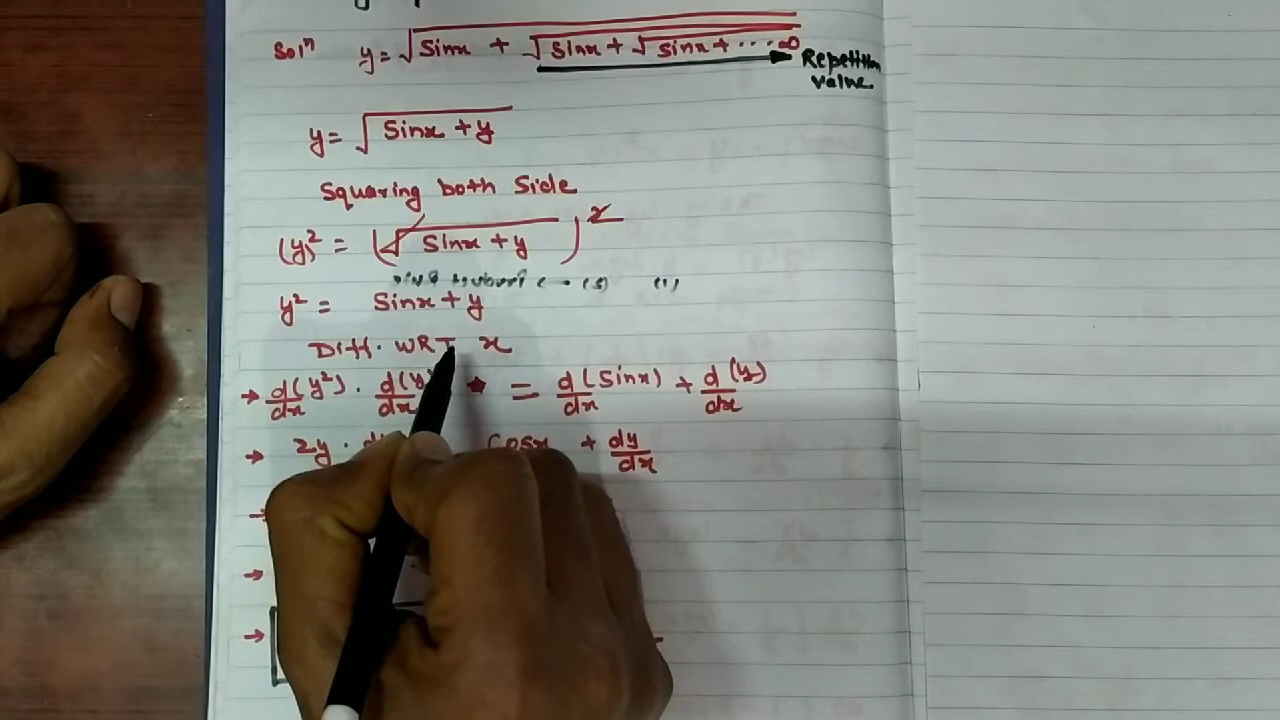 Solⁿ y = √sinx + √sinx + √sinx + ....∞
Repetition value
y = √Sinx + y
Squaring both Side
(y)² = (√Sinx + y)²
y² = Sinx + y
Diff. WRT x
→ d/dx (y²) . d(y)/dx = d/dx (Sinx) + d/dx (y)
→ 2y . Cosx + dy/dx
→
→
→